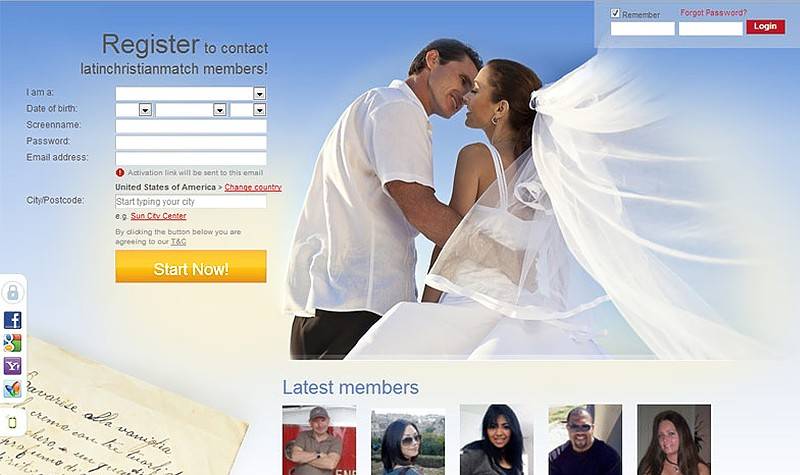 Remember
Forgot Password?
Login
Register to contact
latinchristianmatch members!
I am a:
Date of birth:
Screenname:
Password:
Email address:
Activation link will be sent to this email
United States of America > Change country
City/Postcode:
Start typing your city
e.g. Sun City Center
By clicking the button below you are
agreeing to our T&C
Start Now!
Latest members